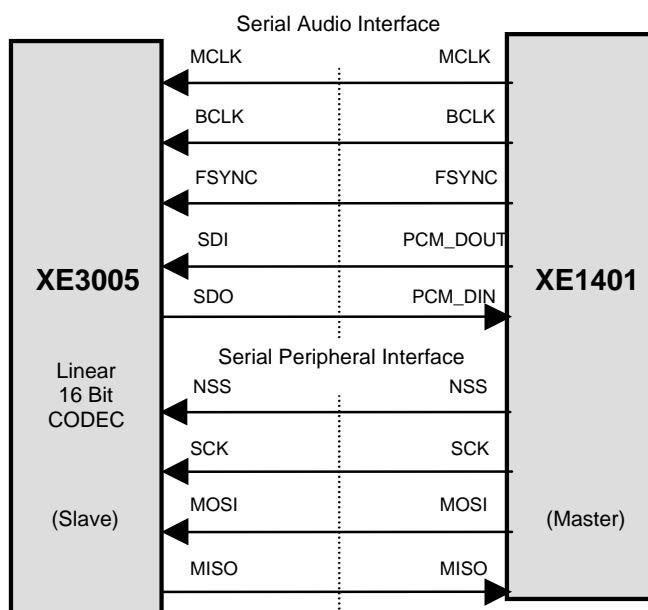 Serial Audio Interface
MCLK MCLK
BCLK BCLK
FSYNC FSYNC
SDI PCM_DOUT
XE3005 XE1401
SDO PCM_DIN
Serial Peripheral Interface
Linear
16 Bit
CODEC
NSS NSS
SCK SCK
MOSI MOSI
(Slave) (Master)
MISO MISO